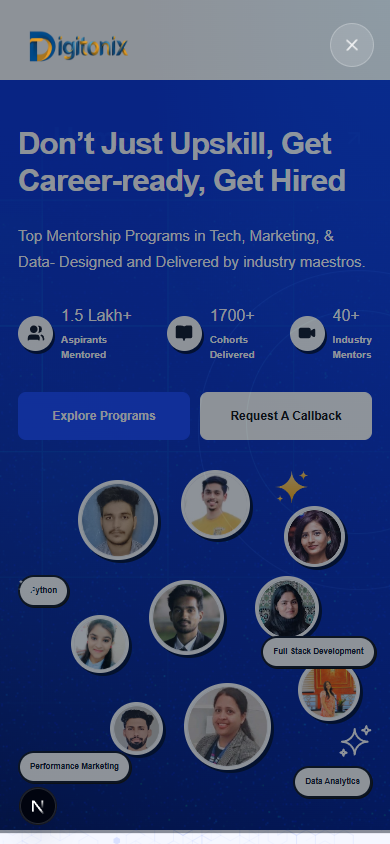 Digitonix
Don’t Just Upskill, Get
Career-ready, Get Hired
Top Mentorship Programs in Tech, Marketing, &
Data- Designed and Delivered by industry maestros.
1.5 Lakh+
Aspirants
Mentored
1700+
Cohorts
Delivered
40+
Industry
Mentors
Explore Programs
Request A Callback
Python
Full Stack Development
Performance Marketing
Data Analytics
N